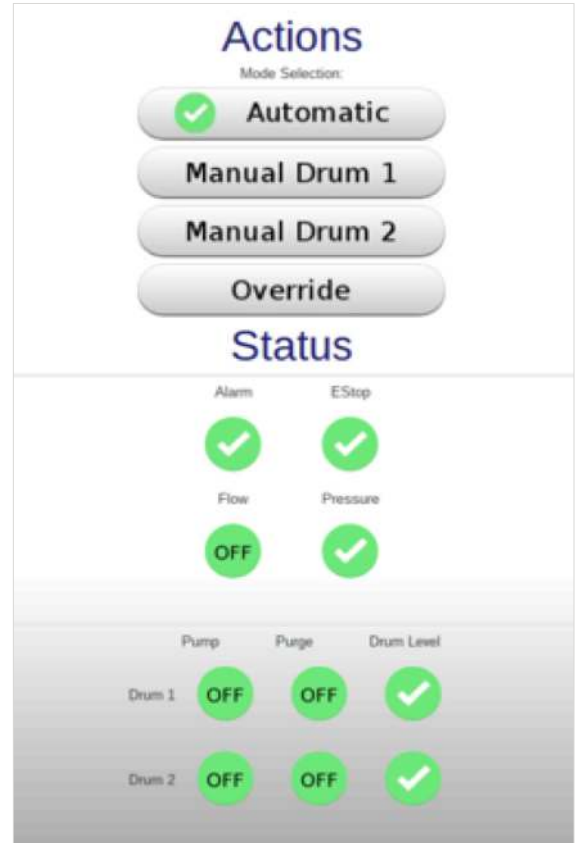 Actions
Mode Selection:
Automatic
Manual Drum 1
Manual Drum 2
Override
Status
Alarm EStop
Flow Pressure
OFF
Pump Purge Drum Level
Drum 1 OFF OFF
Drum 2 OFF OFF